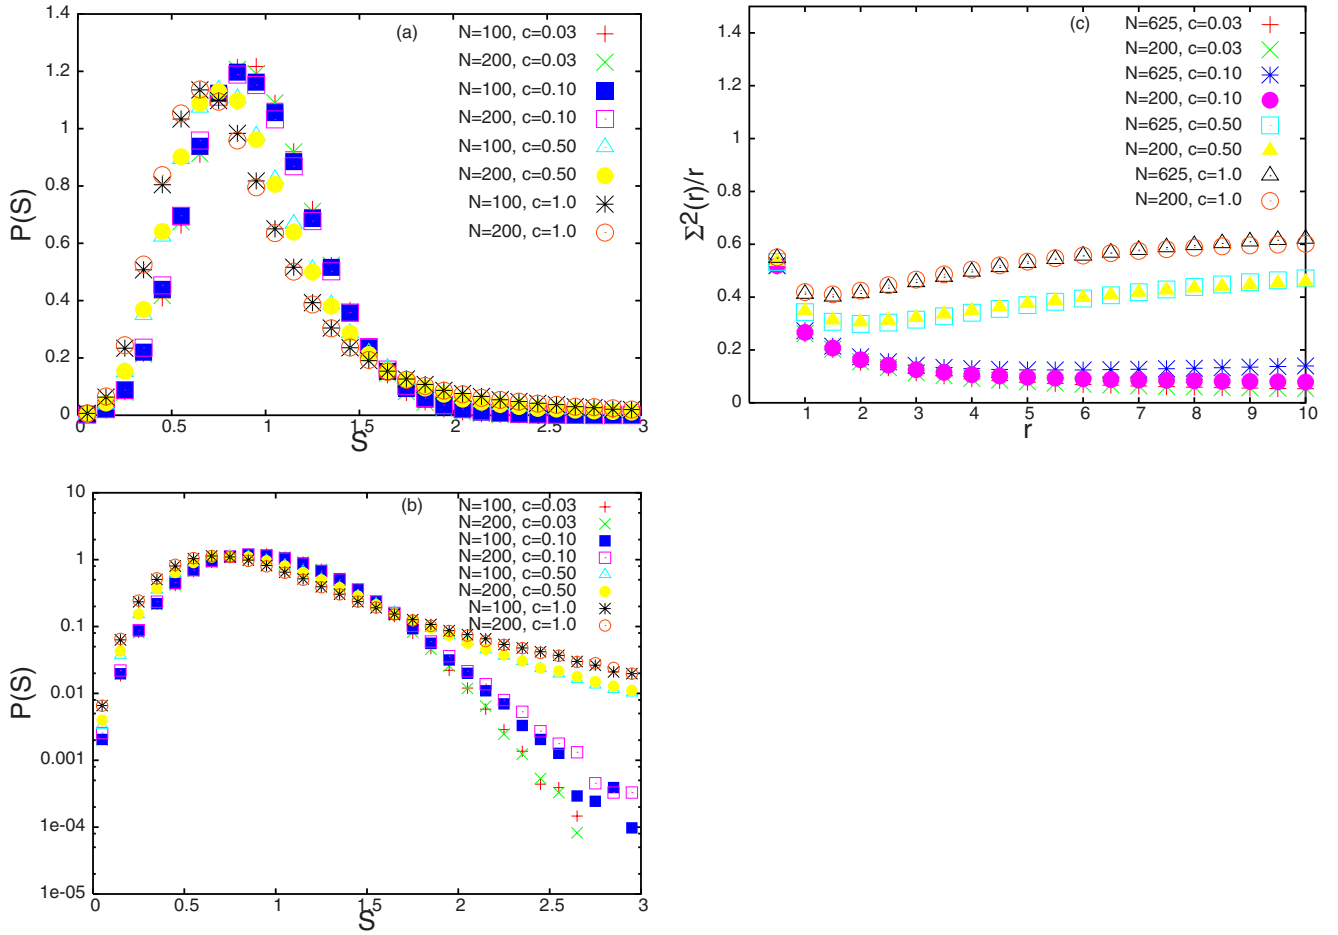 (a)
N=100, c=0.03
N=200, c=0.03
N=100, c=0.10
N=200, c=0.10
N=100, c=0.50
N=200, c=0.50
N=100, c=1.0
N=200, c=1.0
1.4
1.2
1
0.8
0.6
0.4
0.2
0
P(S)
0 0.5 1 1.5 2 2.5 3
S
(c)
N=625, c=0.03
N=200, c=0.03
N=625, c=0.10
N=200, c=0.10
N=625, c=0.50
N=200, c=0.50
N=625, c=1.0
N=200, c=1.0
1.4
1.2
1
0.8
0.6
0.4
0.2
0
Σ²(r)/r
1 2 3 4 5 6 7 8 9 10
r
(b)
N=100, c=0.03
N=200, c=0.03
N=100, c=0.10
N=200, c=0.10
N=100, c=0.50
N=200, c=0.50
N=100, c=1.0
N=200, c=1.0
10
1
0.1
0.01
0.001
1e-04
1e-05
P(S)
0 0.5 1 1.5 2 2.5 3
S